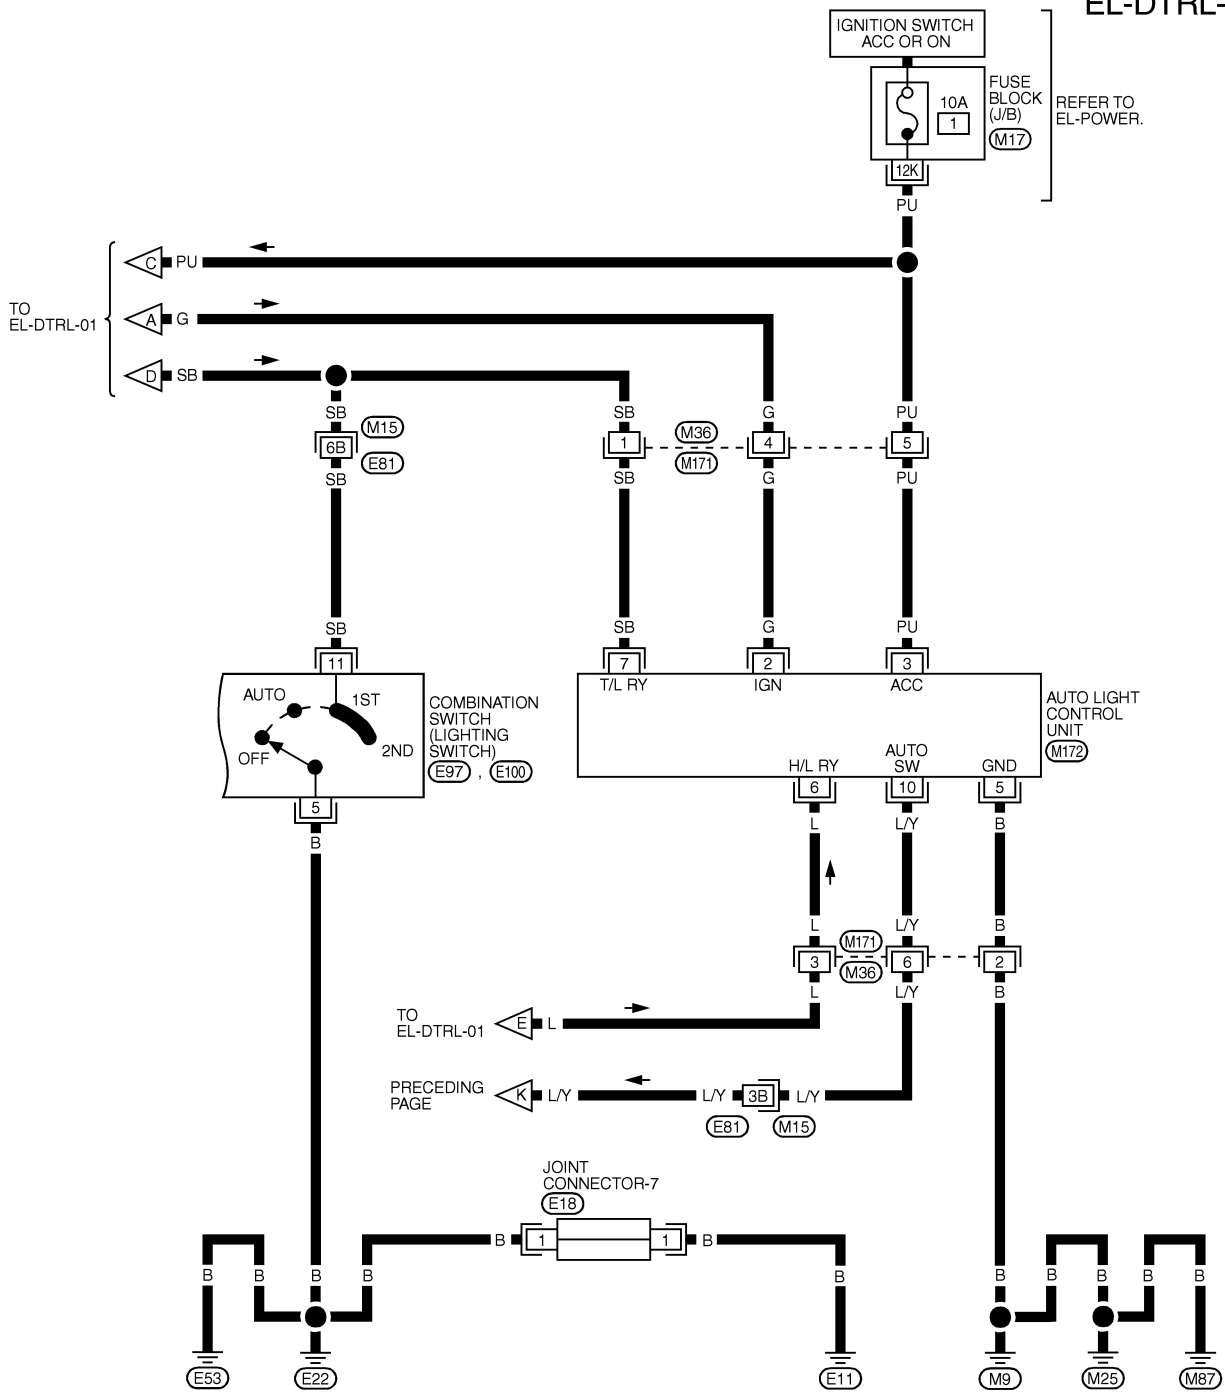 EL-DTRL-
IGNITION SWITCH
ACC OR ON
FUSE
BLOCK
(J/B)
M17
10A
1
REFER TO
EL-POWER.
12K
PU
C PU
TO
EL-DTRL-01
A G
D SB
SB SB G PU
M15
6B
E81
1
M36
M171
4
5
SB SB G PU
SB SB G PU
11 7 2 3
T/L RY IGN ACC
AUTO
1ST
OFF
2ND
COMBINATION
SWITCH
(LIGHTING
SWITCH)
E97 , E100
AUTO LIGHT
CONTROL
UNIT
M172
H/L RY
AUTO
SW
GND
5
B
6 10 5
L L/Y B
L L/Y B
M171
3 6 2
M36
L L/Y B
TO
EL-DTRL-01
E L
PRECEDING
PAGE
K L/Y L/Y 3B L/Y
E81 M15
JOINT
CONNECTOR-7
E18
B 1 1 B
B B B B B B B B B B
E53 E22 E11 M9 M25 M87